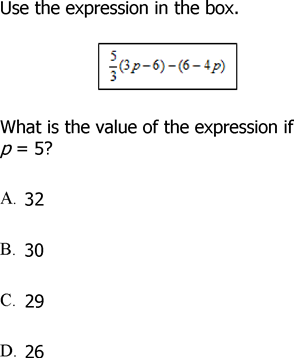 Use the expression in the box.
5/3(3p−6)−(6−4p)
What is the value of the expression if
p = 5?
A. 32
B. 30
C. 29
D. 26